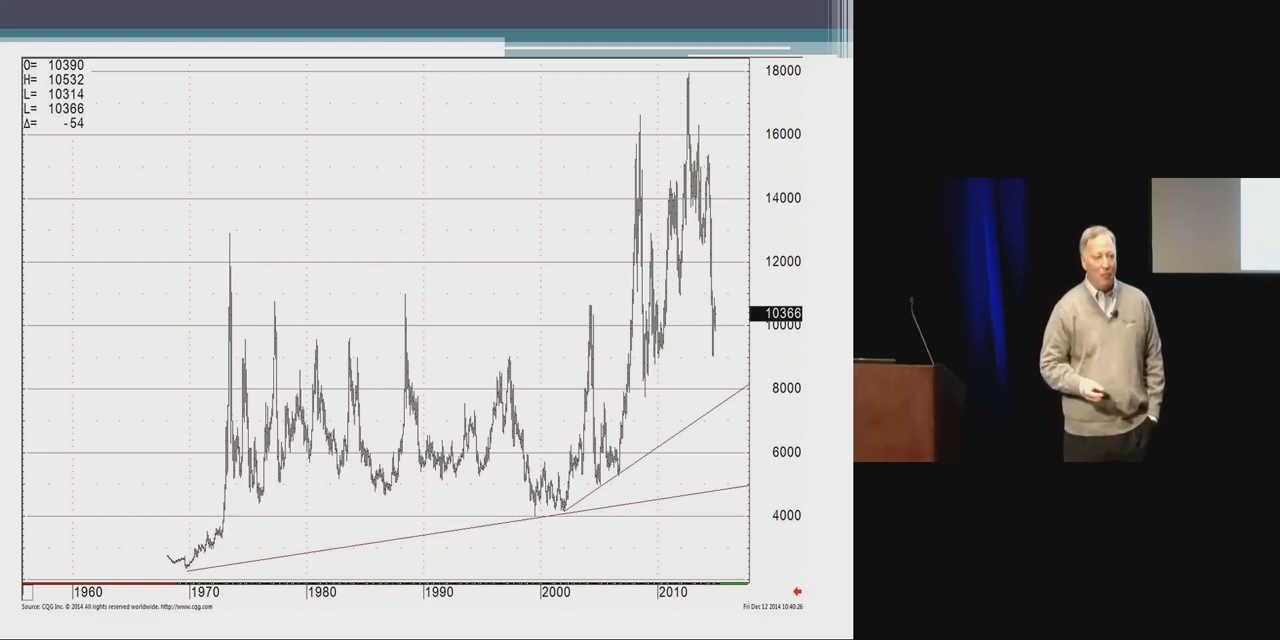 O= 10390
H= 10532
L= 10314
L= 10366
Δ= -54
18000
16000
14000
12000
10366
10000
8000
6000
4000
1960 1970 1980 1990 2000 2010
Source: CQG Inc. © 2014 All rights reserved worldwide. http://www.cqg.com
Fri Dec 12 2014 10:40:26